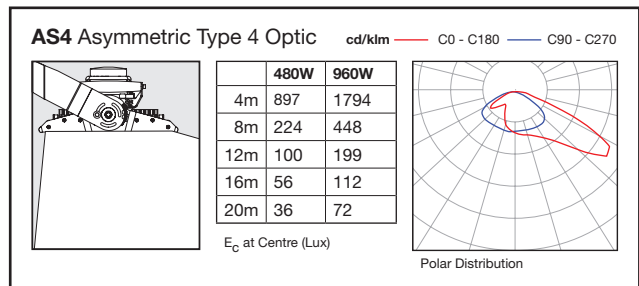 AS4 Asymmetric Type 4 Optic
cd/klm C0 - C180 C90 - C270
480W 960W
4m 897 1794
8m 224 448
12m 100 199
16m 56 112
20m 36 72
EC at Centre (Lux)
Polar Distribution